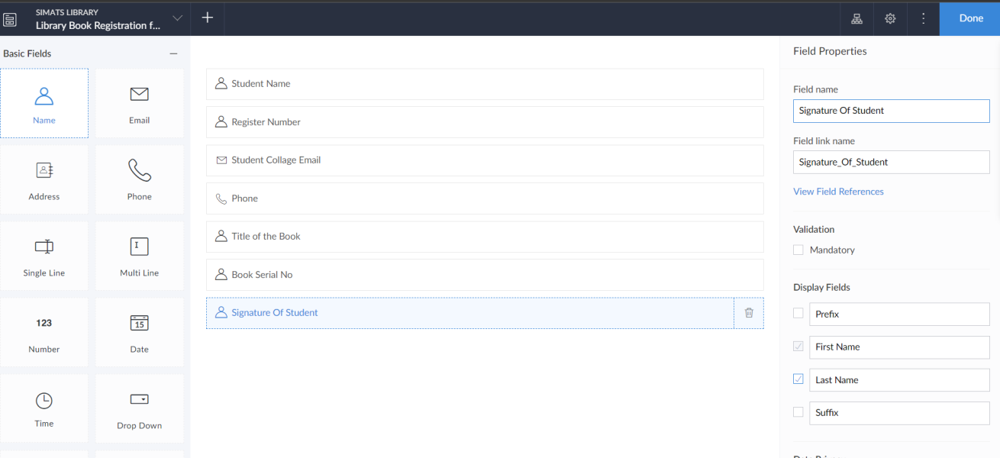 SIMATS LIBRARY
Library Book Registration f...
Done
Basic Fields
Name
Email
Address
Phone
Single Line
Multi Line
123
Number
15
Date
Time
Drop Down
Student Name
Register Number
Student Collage Email
Phone
Title of the Book
Book Serial No
Signature Of Student
Field Properties
Field name
Signature Of Student
Field link name
Signature_Of_Student
View Field References
Validation
Mandatory
Display Fields
Prefix
First Name
Last Name
Suffix